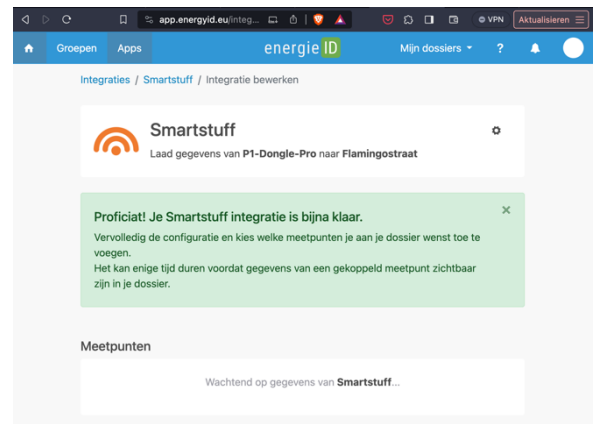 app.energyid.eu/integ...
VPN
Aktualisieren
Groepen Apps energie ID Mijn dossiers ?
Integraties / Smartstuff / Integratie bewerken
Smartstuff
Laad gegevens van P1-Dongle-Pro naar Flamingostraat
Proficiat! Je Smartstuff integratie is bijna klaar.
Vervolledig de configuratie en kies welke meetpunten je aan je dossier wenst toe te
voegen.
Het kan enige tijd duren voordat gegevens van een gekoppeld meetpunt zichtbaar
zijn in je dossier.
Meetpunten
Wachtend op gegevens van Smartstuff...